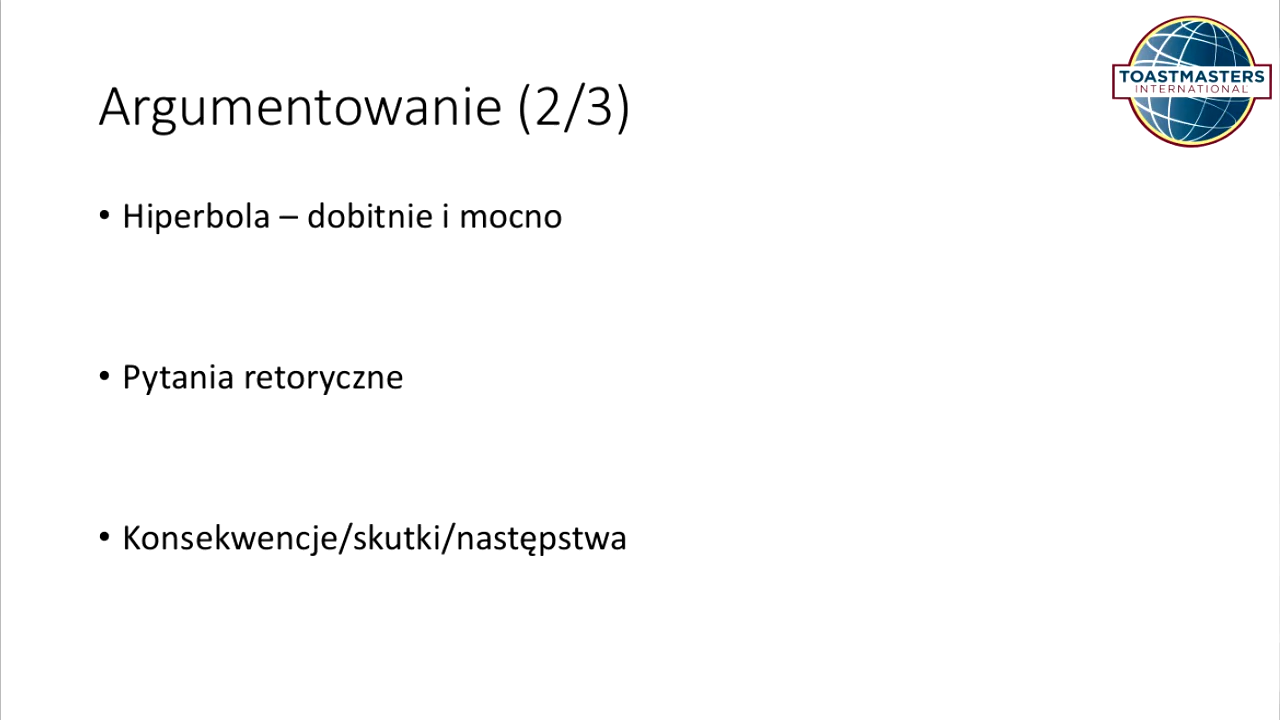 Argumentowanie (2/3)
TOASTMASTERS
INTERNATIONAL
• Hiperbola – dobitnie i mocno
• Pytania retoryczne
• Konsekwencje/skutki/następstwa